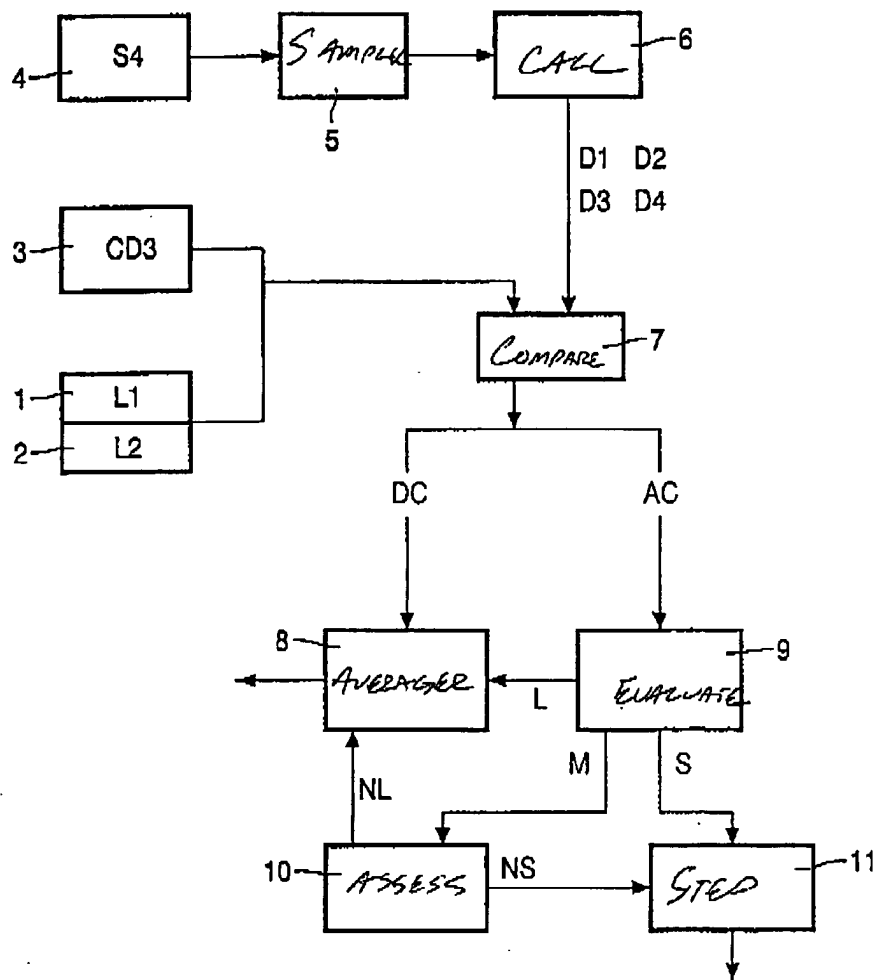 4
S4
SAMPLE
5
CALC
6
D1 D2
D3 D4
3
CD3
COMPARE
7
1
L1
2
L2
DC
AC
8
AVERAGER
L
EVALUATE
9
M
S
NL
10
ASSESS
NS
STEP
11